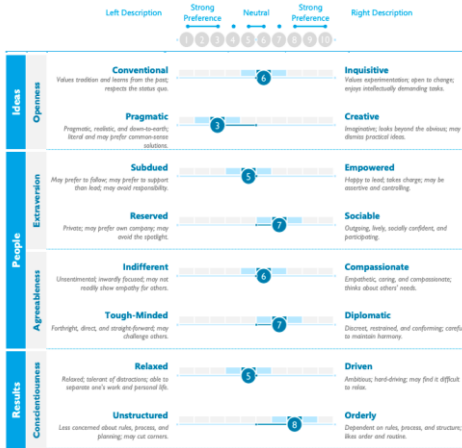 Left Description
Strong
Preference
Neutral
Strong
Preference
Right Description
1 2 3 4 5 6 7 8 9 10
Ideas
Openness
Conventional
Values tradition and learns from the past;
respects the status quo.
6
Inquisitive
Values experimentation; open to change;
enjoys intellectually demanding tasks.
Pragmatic
Pragmatic, realistic, and down-to-earth;
literal and may prefer common-sense
solutions.
3
Creative
Imaginative; looks beyond the obvious; may
dismiss practical ideas.
People
Extraversion
Subdued
May prefer to follow; may prefer to support
than lead; may avoid responsibility.
5
Empowered
Happy to lead; takes charge; may be
assertive and controlling.
Reserved
Private; may prefer own company; may
avoid the spotlight.
7
Sociable
Outgoing, lively, socially confident, and
participating.
Agreeableness
Indifferent
Unsentimental; inwardly focused; may not
readily show empathy for others.
6
Compassionate
Empathetic, caring, and compassionate;
thinks about others' needs.
Tough-Minded
Forthright, direct, and straight-forward; may
challenge others.
7
Diplomatic
Discreet, restrained, and conforming; careful
to maintain harmony.
Results
Conscientiousness
Relaxed
Relaxed; tolerant of distractions; able to
separate one's work and personal life.
5
Driven
Ambitious; hard-driving; may find it difficult
to relax.
Unstructured
Less concerned about rules, process, and
planning; may cut corners.
8
Orderly
Dependent on rules, process, and structure;
likes order and routine.